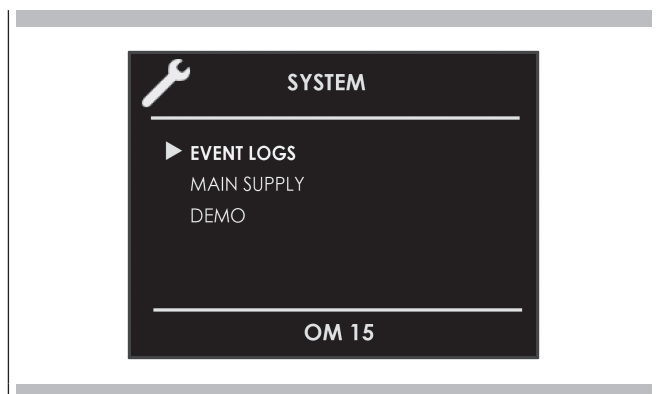 SYSTEM
EVENT LOGS
MAIN SUPPLY
DEMO
OM 15